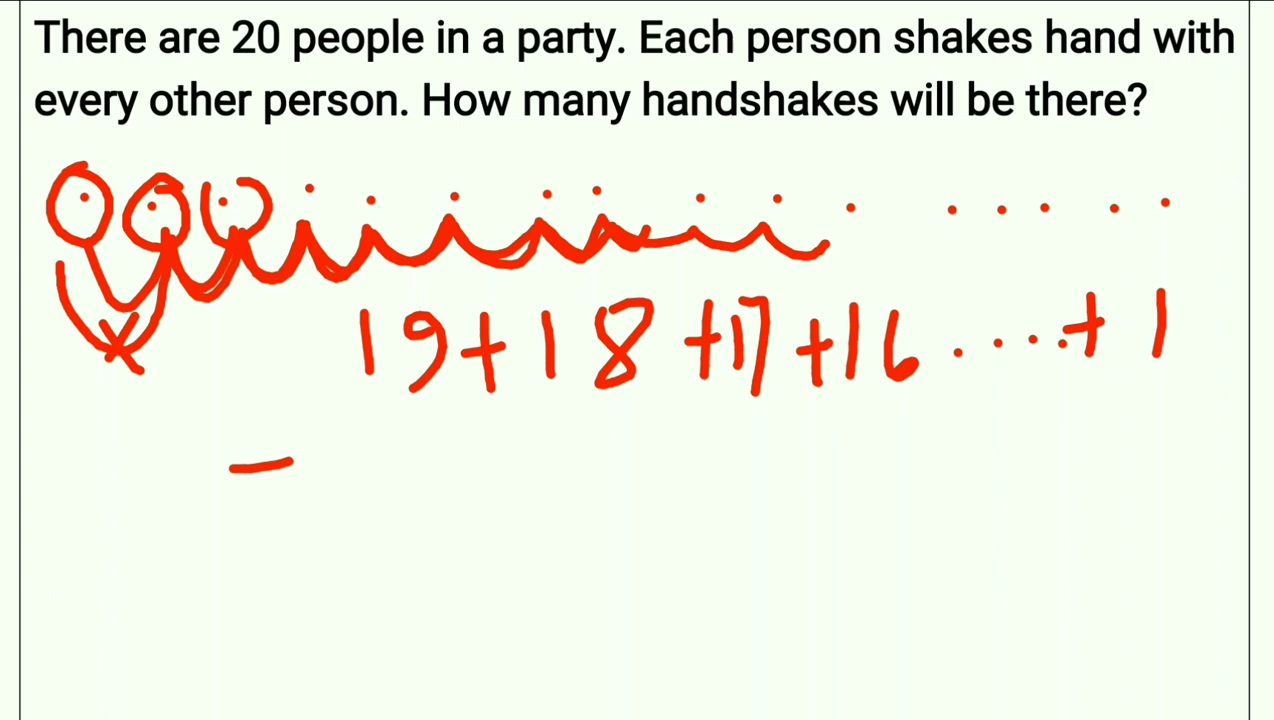 There are 20 people in a party. Each person shakes hand with
every other person. How many handshakes will be there?
19+18+17+16.....+1